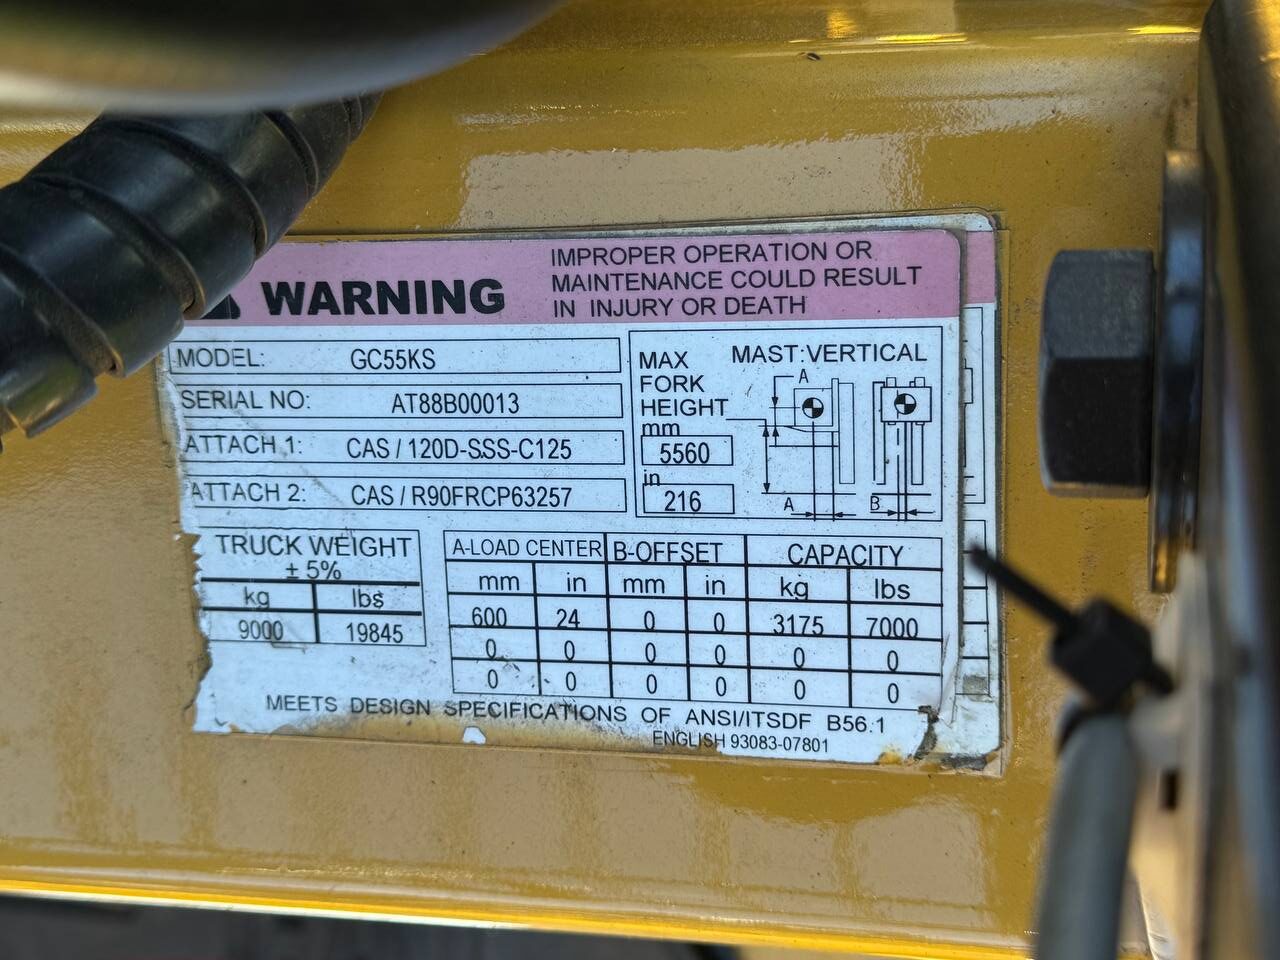 WARNING
IMPROPER OPERATION OR
MAINTENANCE COULD RESULT
IN INJURY OR DEATH
MODEL: GC55KS
SERIAL NO: AT88B00013
ATTACH 1: CAS / 120D-SSS-C125
ATTACH 2: CAS / R90FRCP63257
MAX
FORK
HEIGHT
mm
5560
in
216
MAST:VERTICAL
A
A
B
TRUCK WEIGHT
± 5%
kg lbs
9000 19845
A-LOAD CENTER B-OFFSET CAPACITY
mm in mm in kg lbs
600 24 0 0 3175 7000
0 0 0 0 0 0
0 0 0 0 0 0
MEETS DESIGN SPECIFICATIONS OF ANSI/ITSDF B56.1
ENGLISH 93083-07801